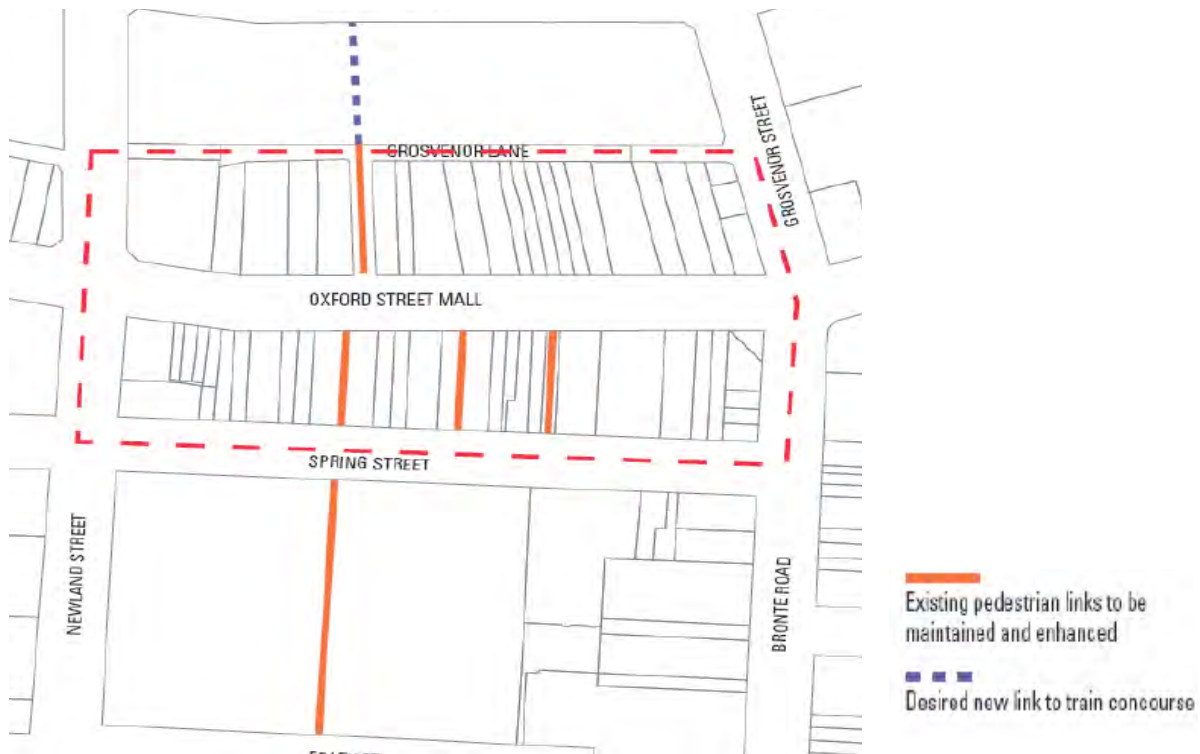 GROSVENOR LANE
GROSVENOR STREET
OXFORD STREET MALL
SPRING STREET
NEWLAND STREET
BRONTE ROAD
Existing pedestrian links to be
maintained and enhanced
Desired new link to train concourse